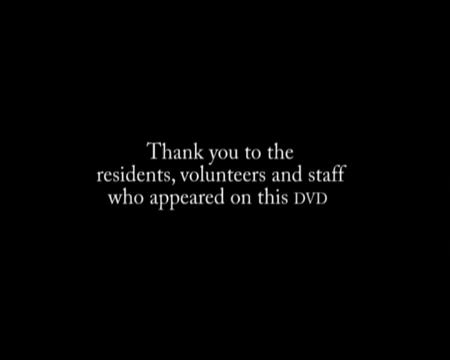 Thank you to the
residents, volunteers and staff
who appeared on this DVD